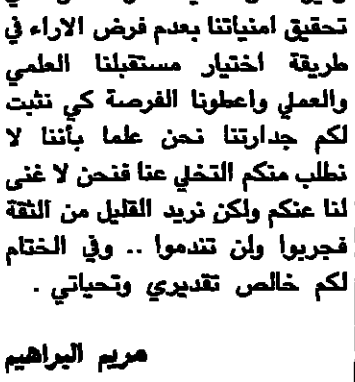 تحقيق امنياتنا بعدم فرض الاراء في
طريقة اختيار مستقبلنا العلمي
والعملي واعطونا الفرصة كي نثبت
لكم جدارتنا نحن علما بأننا لا
نطلب منكم التخلي عنا فنحن لا غنى
لنا عنكم ولكن نريد القليل من الثقة
فجربوا ولن تندموا .. وفي الختام
لكم خالص تقديري وتحياتي .
مريم البراهيم